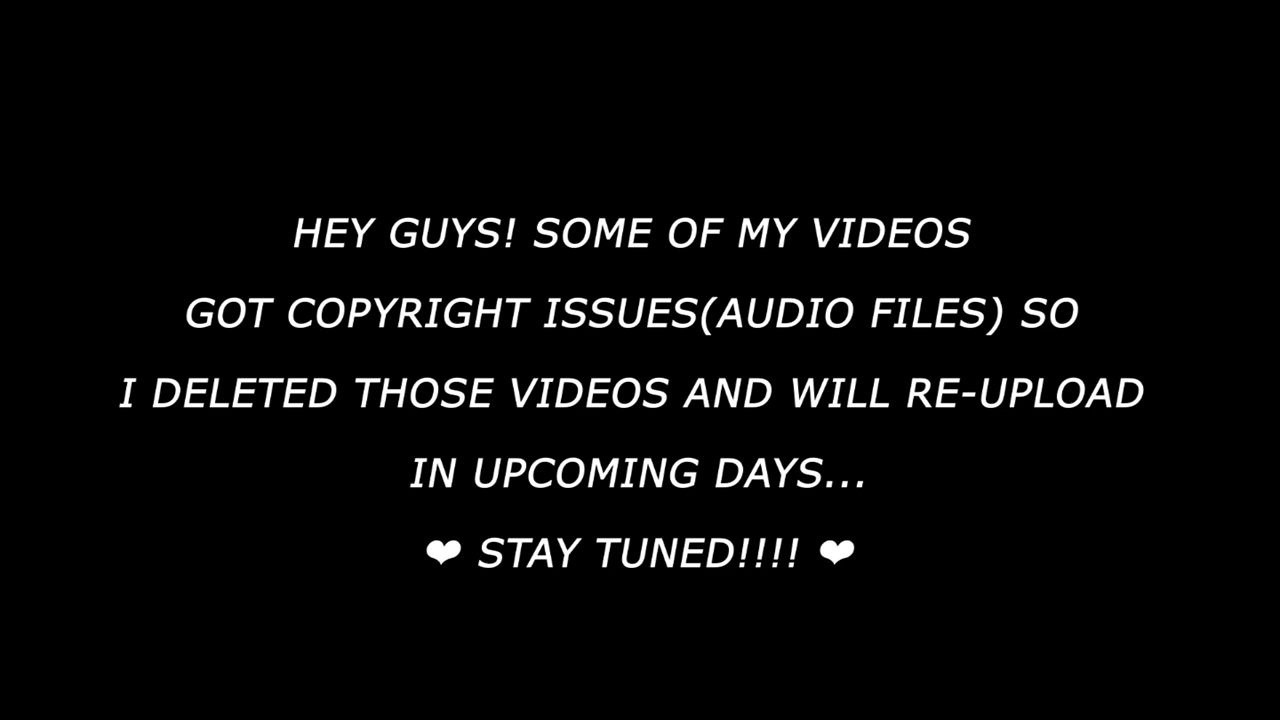 HEY GUYS! SOME OF MY VIDEOS
GOT COPYRIGHT ISSUES(AUDIO FILES) SO
I DELETED THOSE VIDEOS AND WILL RE-UPLOAD
IN UPCOMING DAYS...
❤ STAY TUNED!!!! ❤